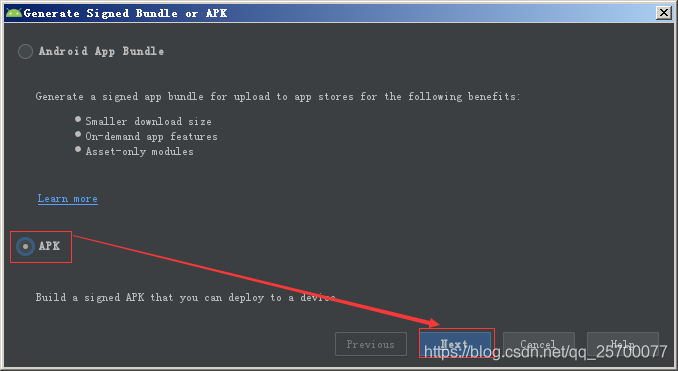 Generate Signed Bundle or APK
Android App Bundle
Generate a signed app bundle for upload to app stores for the following benefits:
Smaller download size
On-demand app features
Asset-only modules
Learn more
APK
Build a signed APK that you can deploy to a device
Previous
Next
Cancel
Help
https://blog.csdn.net/qq_25700077